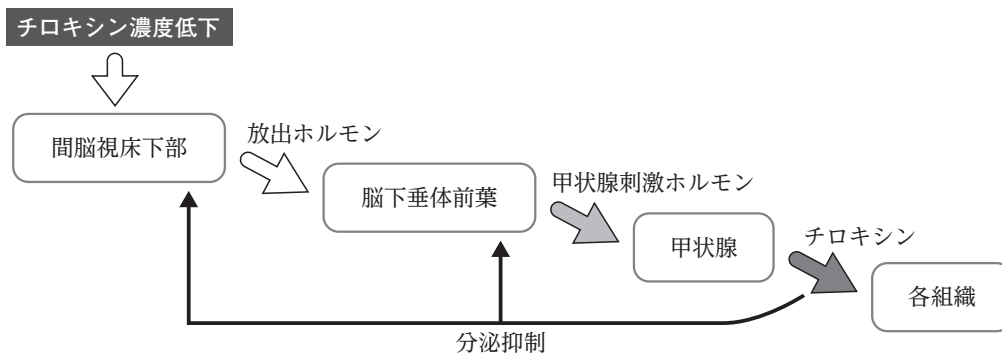 チロキシン濃度低下
間脳視床下部
放出ホルモン
脳下垂体前葉
甲状腺刺激ホルモン
甲状腺
チロキシン
各組織
分泌抑制